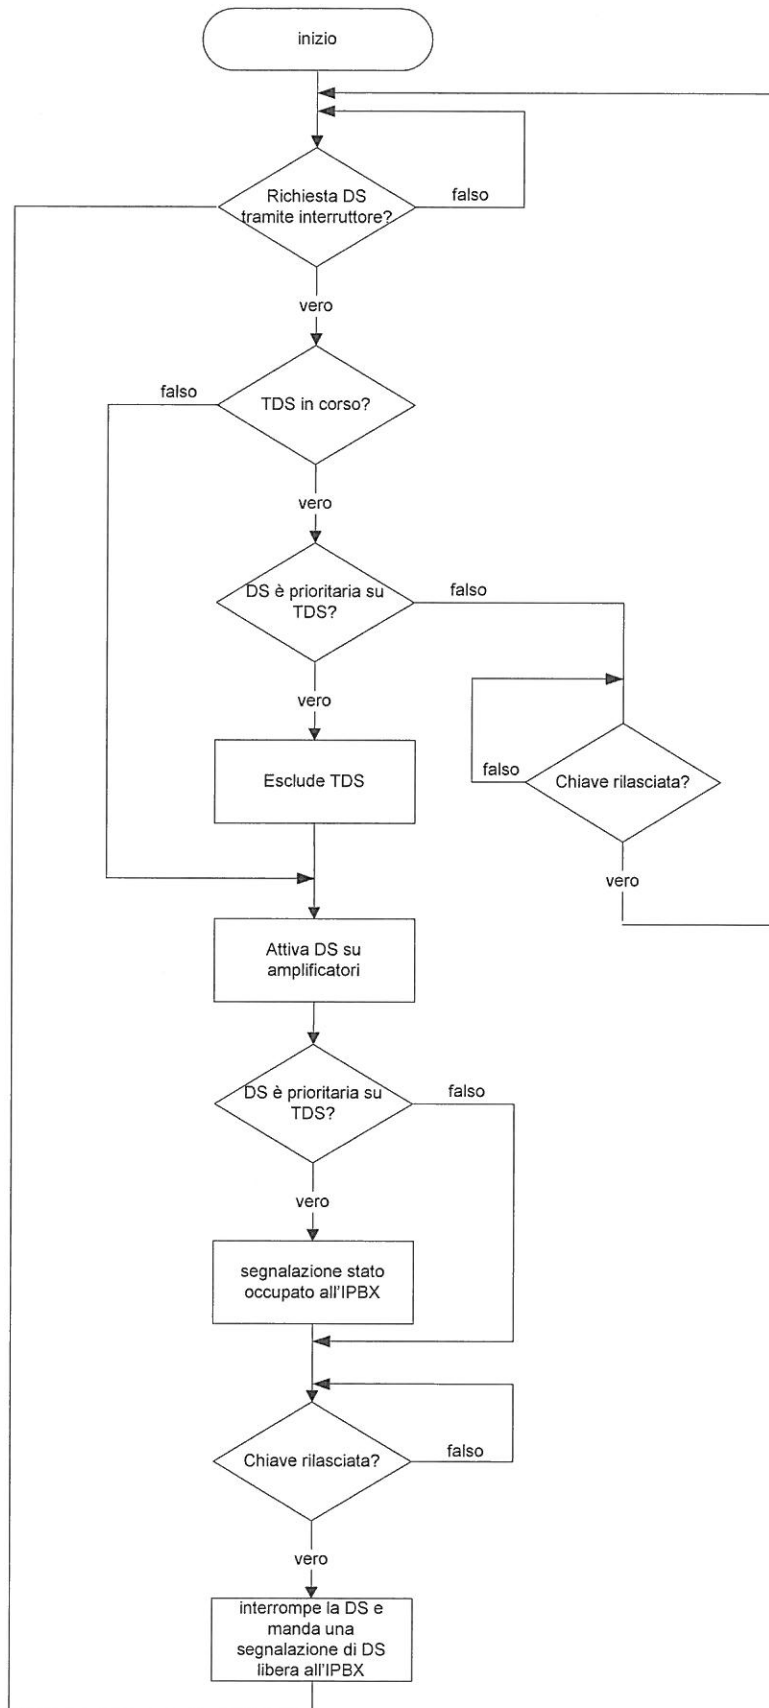 inizio
Richiesta DS
tramite interruttore?
falso
vero
falso
TDS in corso?
vero
DS è prioritaria su
TDS?
falso
vero
Esclude TDS
falso
Chiave rilasciata?
vero
Attiva DS su
amplificatori
DS è prioritaria su
TDS?
falso
vero
segnalazione stato
occupato all'IPBX
Chiave rilasciata?
falso
vero
interrompe la DS e
manda una
segnalazione di DS
libera all'IPBX